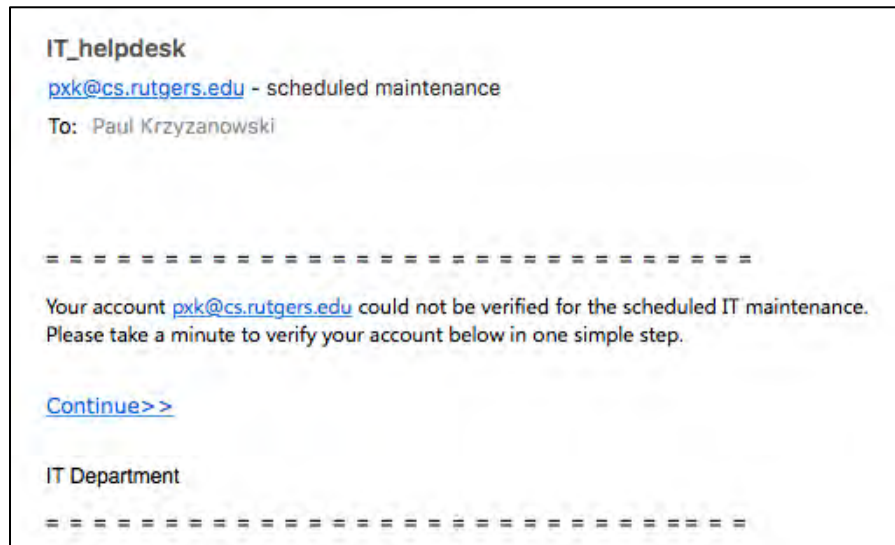 IT_helpdesk
pxk@cs.rutgers.edu - scheduled maintenance
To: Paul Krzyzanowski
= = = = = = = = = = = = = = = = = = = = = = = = = = = = = =
Your account pxk@cs.rutgers.edu could not be verified for the scheduled IT maintenance.
Please take a minute to verify your account below in one simple step.
Continue>>
IT Department
= = = = = = = = = = = = = = = = = = = = = = = = = = = == = =